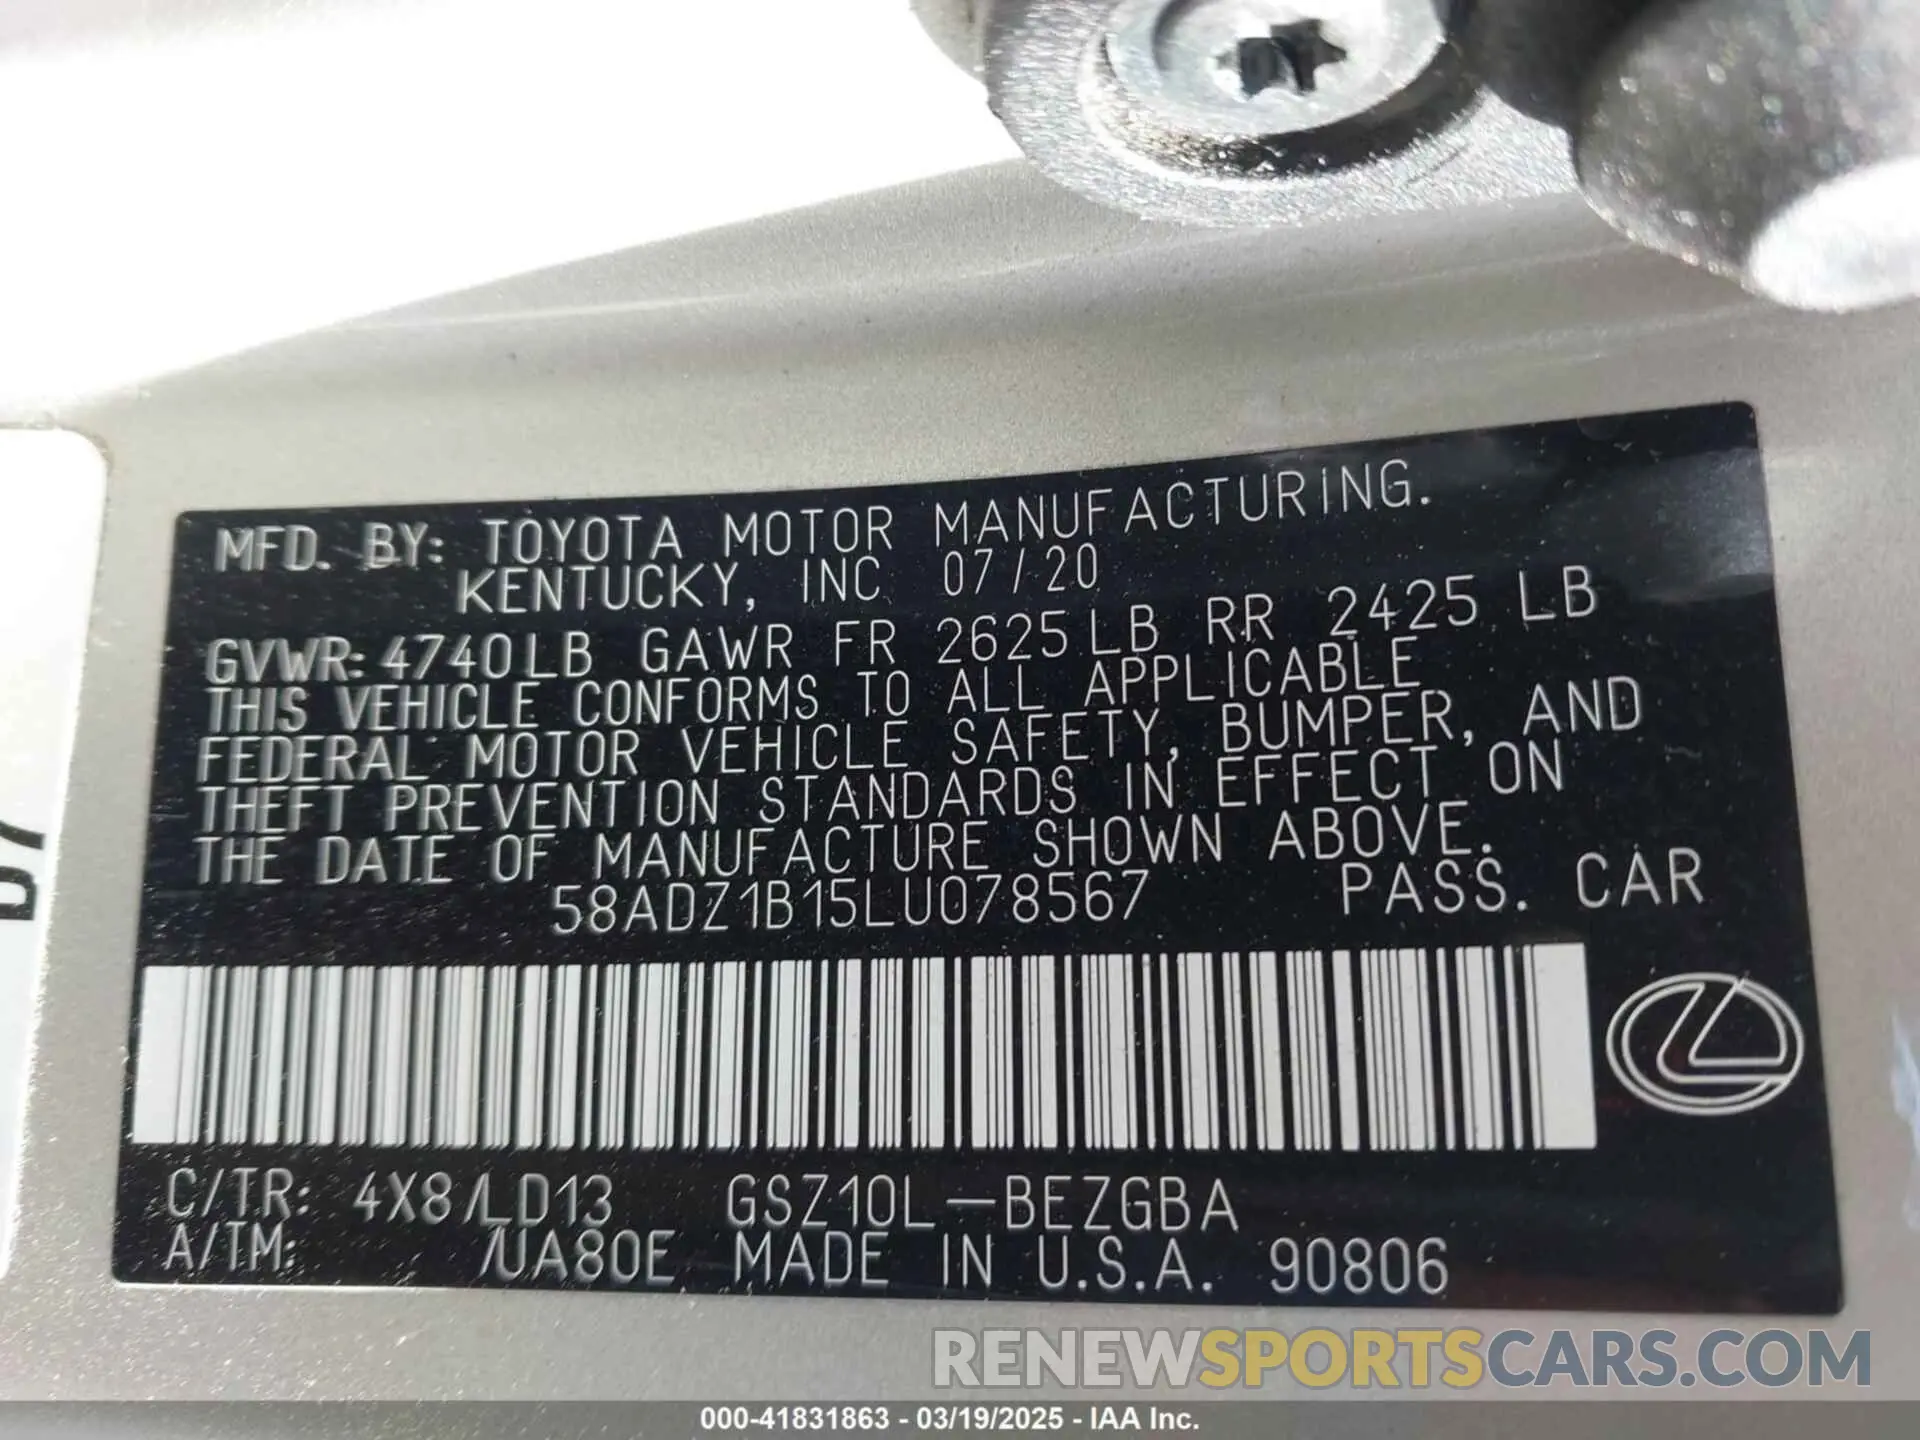 MFD. BY: TOYOTA MOTOR MANUFACTURING.
KENTUCKY, INC 07/20
GVWR: 4740LB GAWR FR 2625LB RR 2425 LB
THIS VEHICLE CONFORMS TO ALL APPLICABLE
FEDERAL MOTOR VEHICLE SAFETY, BUMPER, AND
THEFT PREVENTION STANDARDS IN EFFECT ON
THE DATE OF MANUFACTURE SHOWN ABOVE.
58ADZ1B15LU078567 PASS. CAR
C/TR: 4X8/LD13 GSZ10L-BEZGBA
A/TM: /UA80E MADE IN U.S.A. 90806
RENEWSPORTSCARS.COM
000-41831863 - 03/19/2025 - IAA Inc.